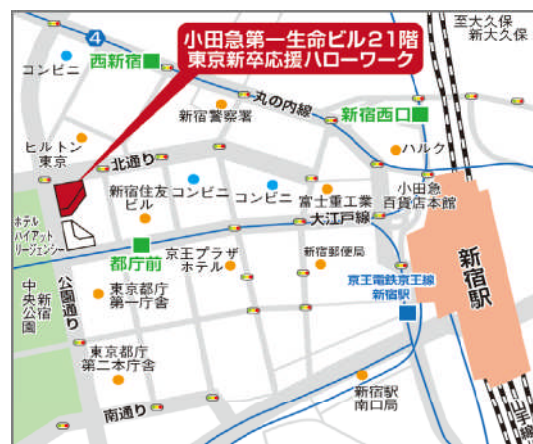 小田急第一生命ビル21階
東京新卒応援ハローワーク
至大久保
新大久保
4
コンビニ
西新宿
丸の内線
新宿警察署
新宿西口
ヒルトン
東京
北通り
ハルク
新宿住友
ビル
コンビニ
コンビニ
富士重工業
小田急
百貨店本館
大江戸線
ホテル
ハイアット
リージェンシー
都庁前
京王プラザ
ホテル
新宿郵便局
新宿駅
京王電鉄京王線
新宿駅
新宿
中央公園
公園通り
東京都庁
第一庁舎
東京都庁
第二本庁舎
南通り
新宿駅
南口局
山手線